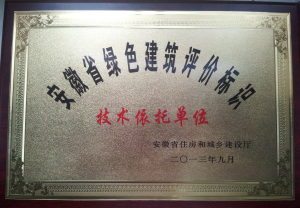 安徽省绿色建筑评价标识
技术依托单位
安徽省住房和城乡建设厅
二〇一三年九月